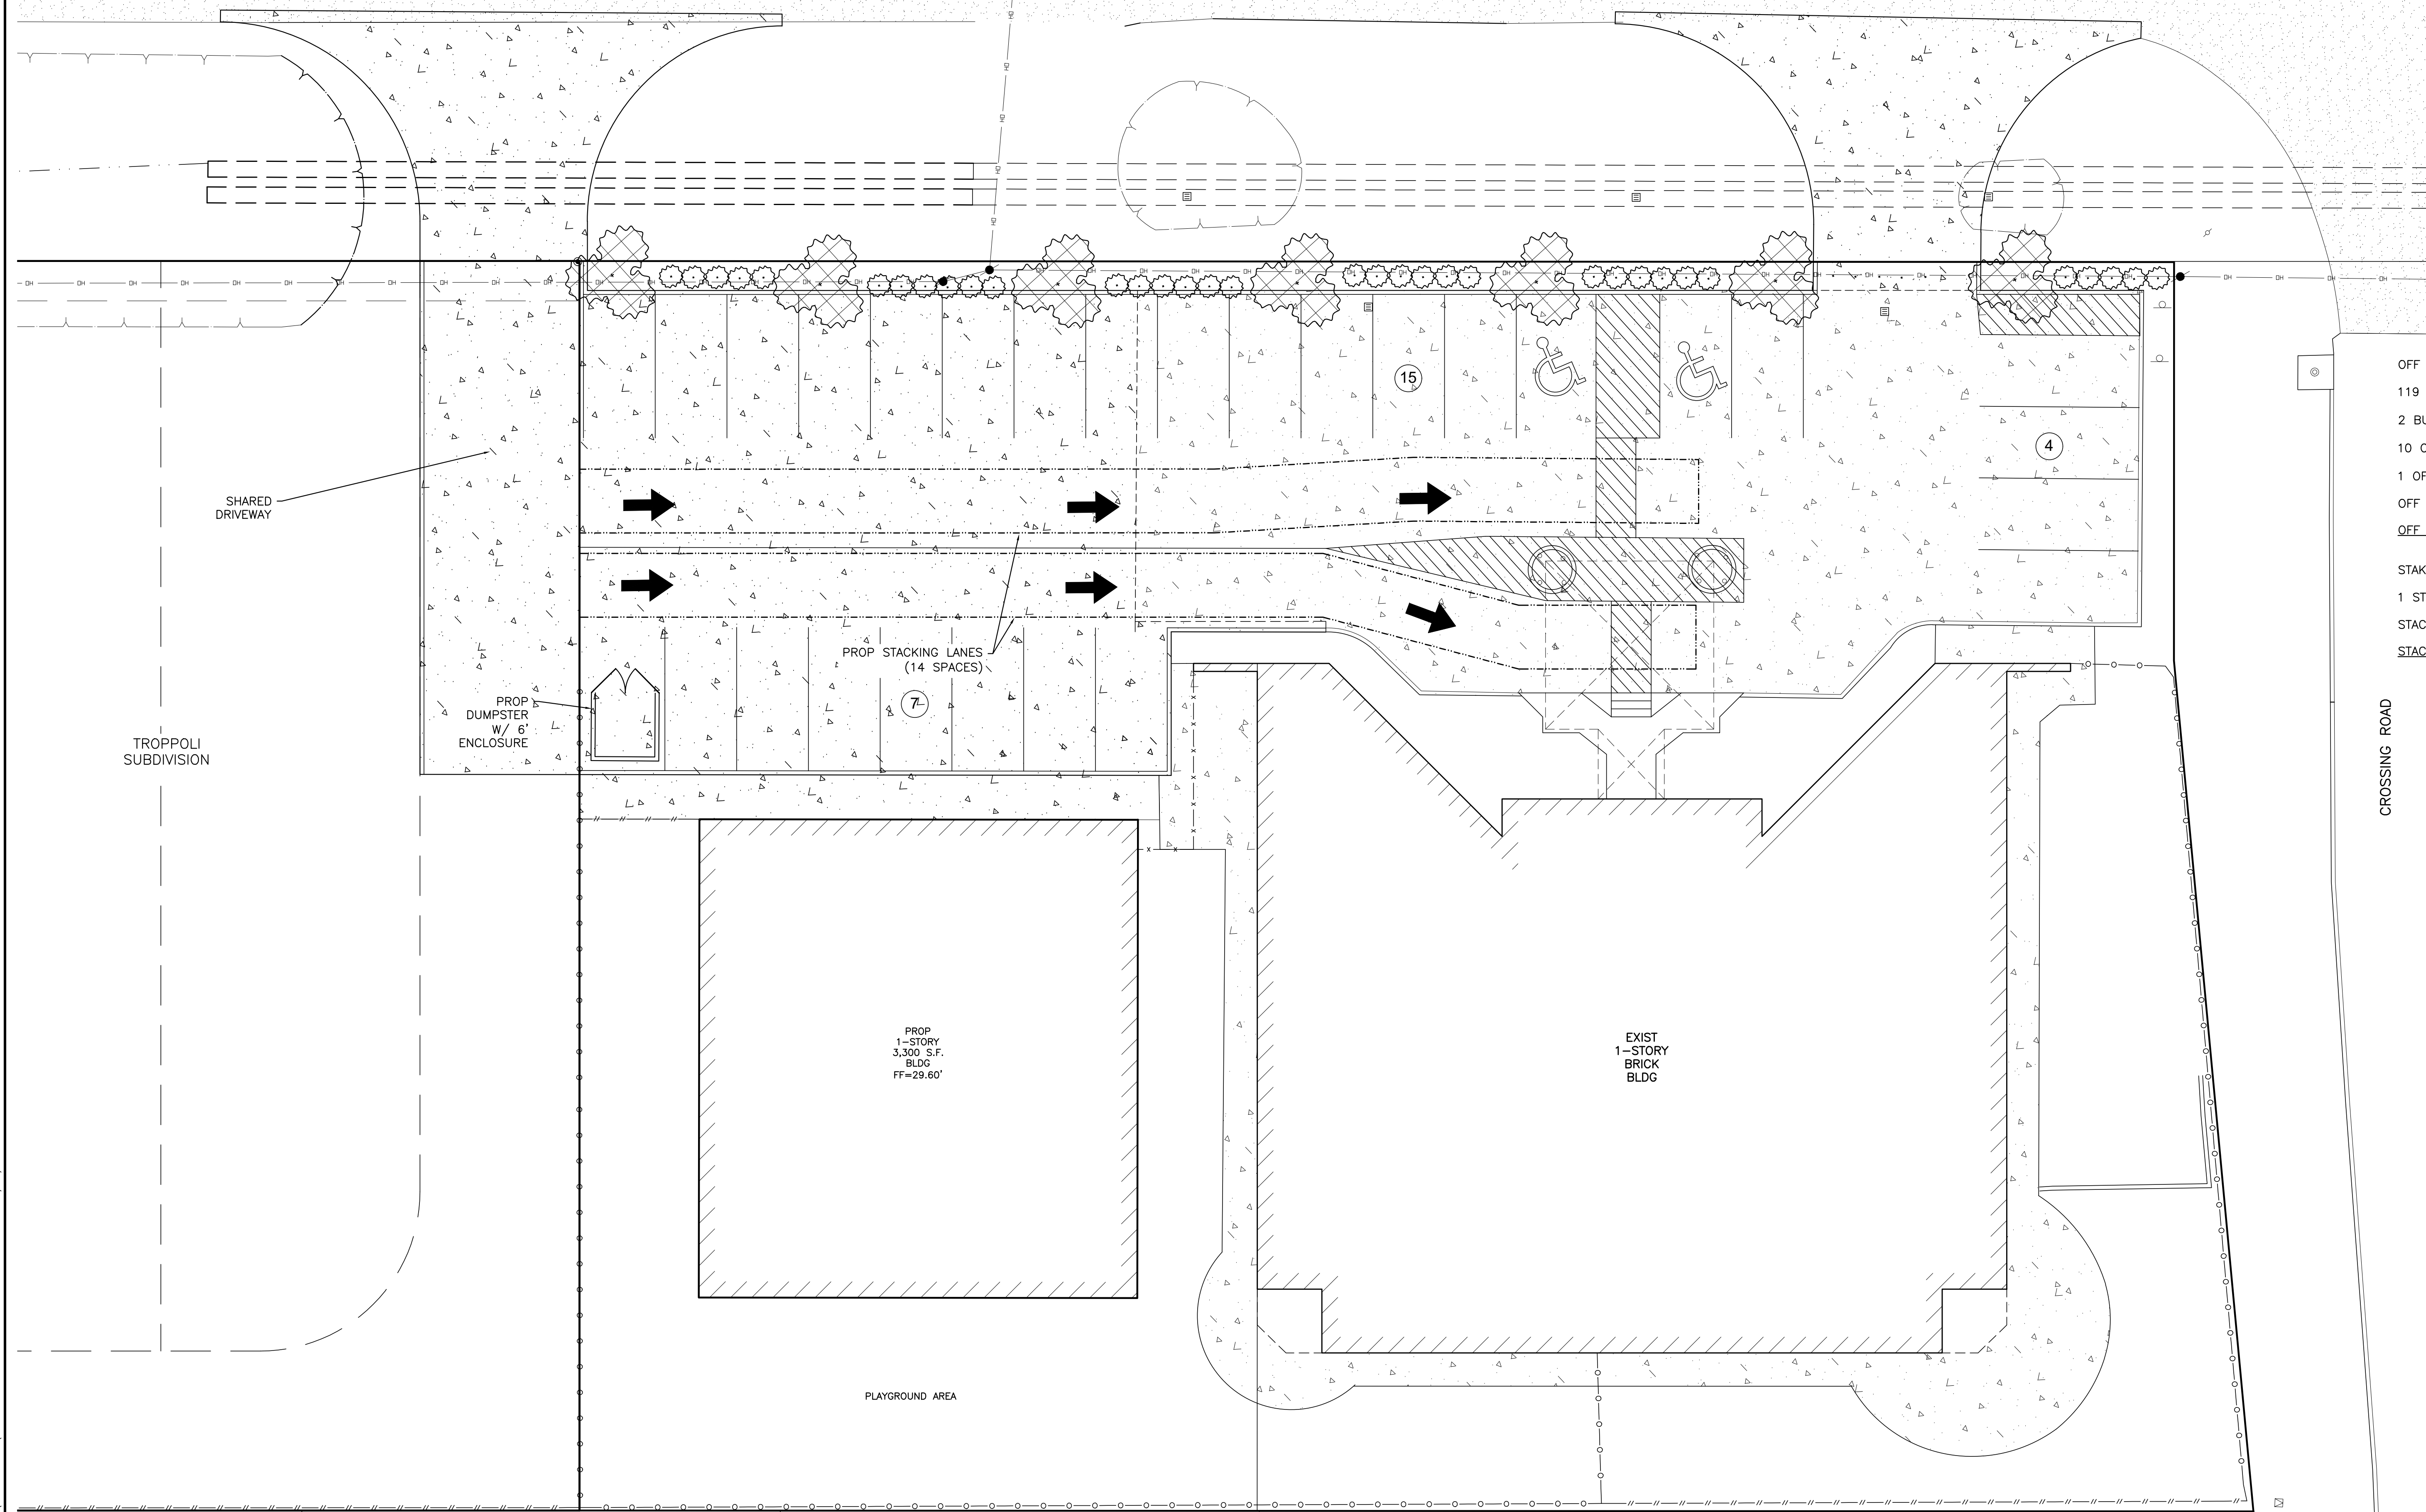 15
4
7
SHARED
DRIVEWAY
PROP STACKING LANES
(14 SPACES)
PROP
DUMPSTER
W/ 6'
ENCLOSURE
TROPPOLI
SUBDIVISION
PROP
1-STORY
3,300 S.F.
BLDG
FF=29.60'
EXIST
1-STORY
BRICK
BLDG
PLAYGROUND AREA
CROSSING ROAD
OFF
119
2 BU
10 
1 OF
OFF
OFF
STAK
1 ST
STAC
STAC